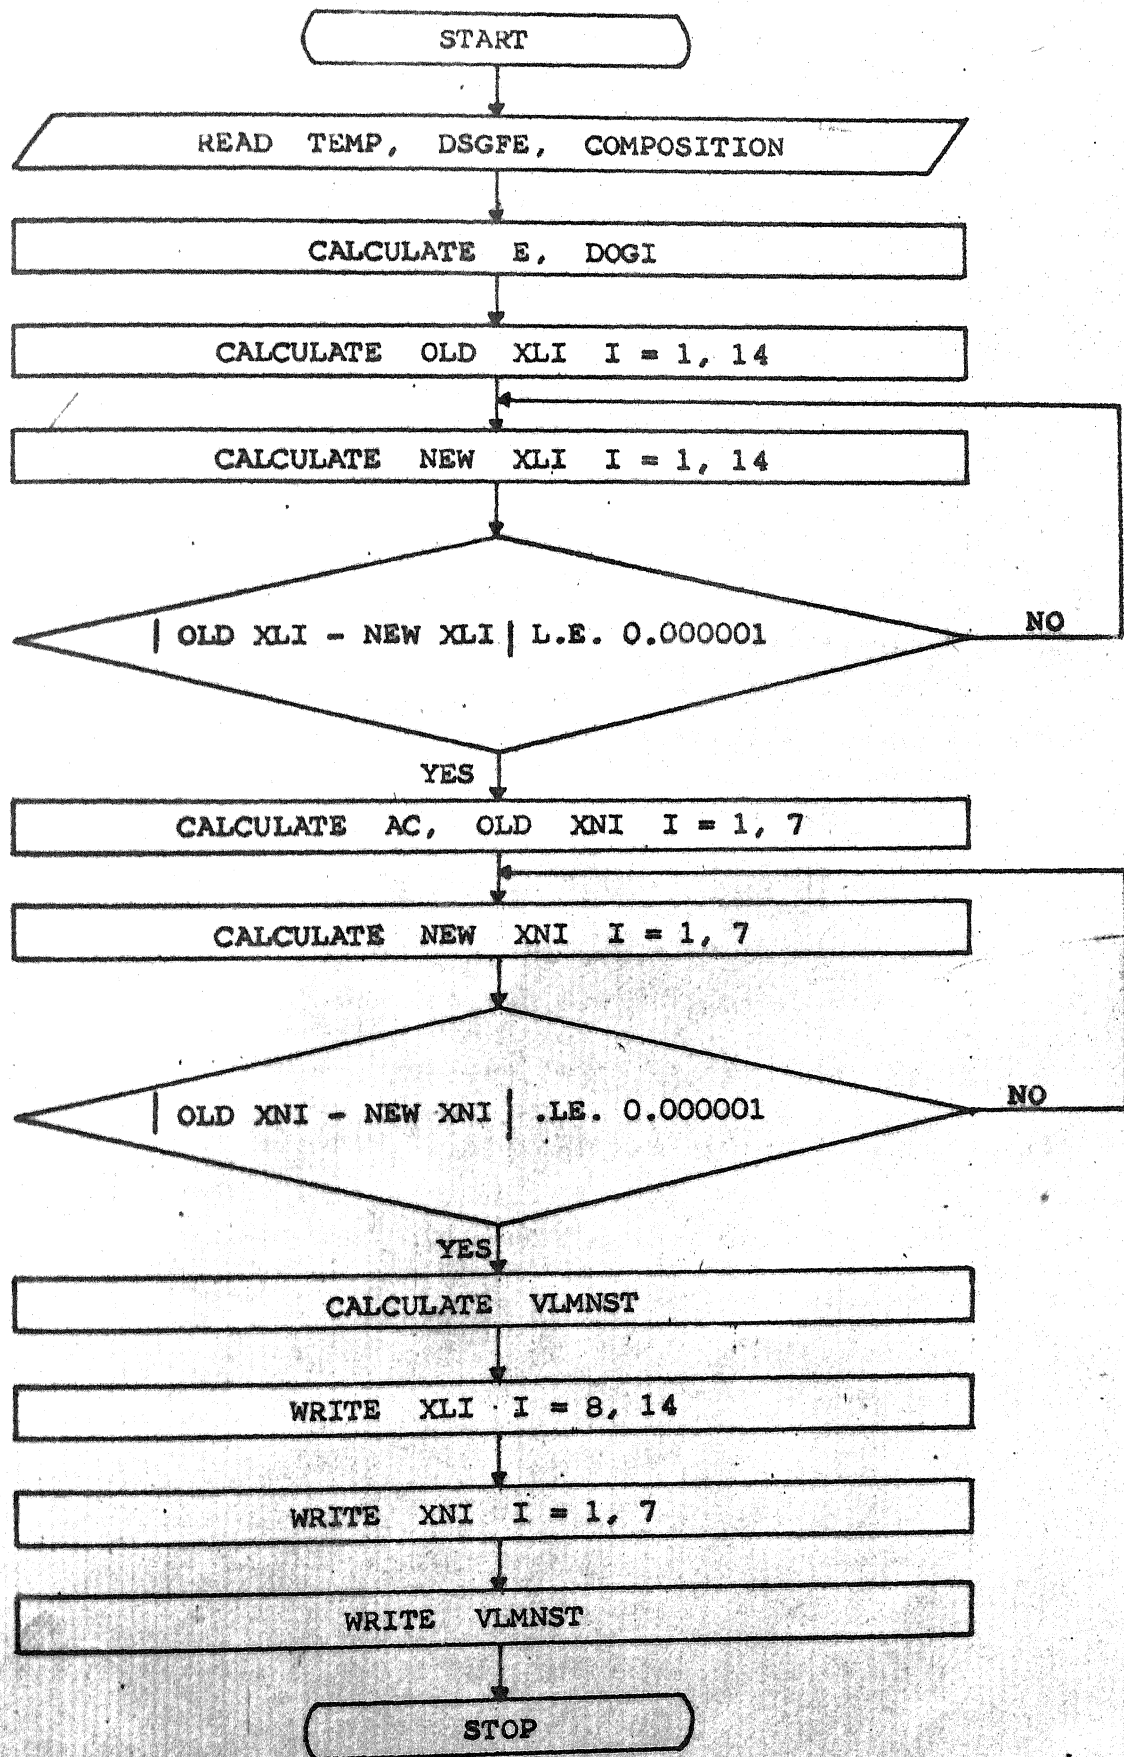 START
READ TEMP, DSGFE, COMPOSITION
CALCULATE E, DOGI
CALCULATE OLD XLI I = 1, 14
CALCULATE NEW XLI I = 1, 14
| OLD XLI - NEW XLI | L.E. 0.000001
NO
YES
CALCULATE AC, OLD XNI I = 1, 7
CALCULATE NEW XNI I = 1, 7
| OLD XNI - NEW XNI | .LE. 0.000001
NO
YES
CALCULATE VLMNST
WRITE XLI I = 8, 14
WRITE XNI I = 1, 7
WRITE VLMNST
STOP